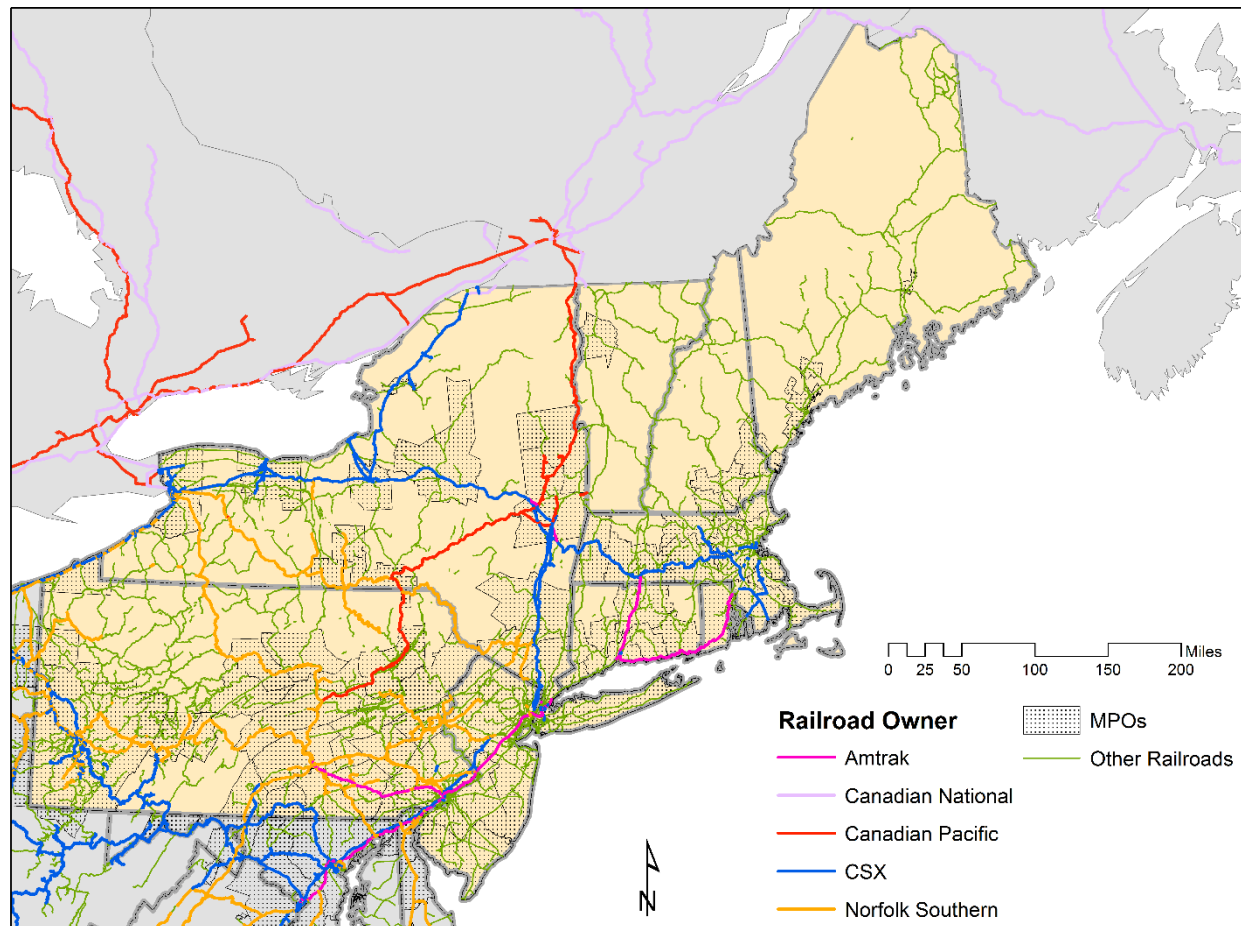 0 25 50 100 150 200 Miles
Railroad Owner
Amtrak
Canadian National
Canadian Pacific
CSX
Norfolk Southern
MPOs
Other Railroads
N